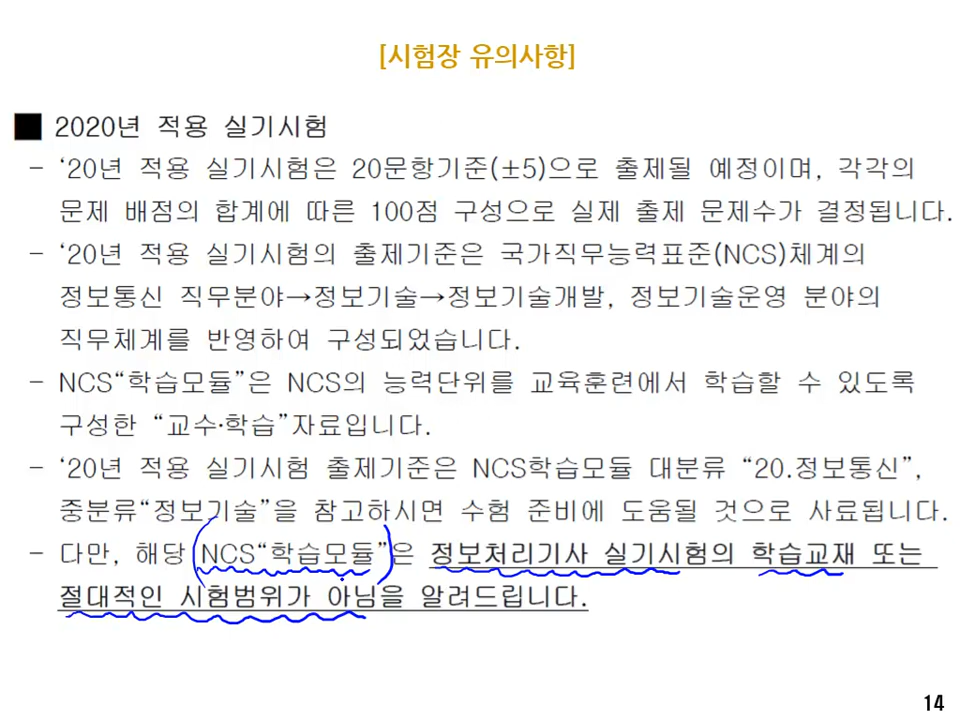 [시험장 유의사항]
■ 2020년 적용 실기시험
- ‘20년 적용 실기시험은 20문항기준(±5)으로 출제될 예정이며, 각각의
문제 배점의 합계에 따른 100점 구성으로 실제 출제 문제수가 결정됩니다.
- ‘20년 적용 실기시험의 출제기준은 국가직무능력표준(NCS)체계의
정보통신 직무분야→정보기술→정보기술개발, 정보기술운영 분야의
직무체계를 반영하여 구성되었습니다.
- NCS“학습모듈”은 NCS의 능력단위를 교육훈련에서 학습할 수 있도록
구성한 “교수·학습”자료입니다.
- ‘20년 적용 실기시험 출제기준은 NCS학습모듈 대분류 “20.정보통신”,
중분류“정보기술”을 참고하시면 수험 준비에 도움될 것으로 사료됩니다.
- 다만, 해당 NCS“학습모듈”은 정보처리기사 실기시험의 학습교재 또는
절대적인 시험범위가 아님을 알려드립니다.
14